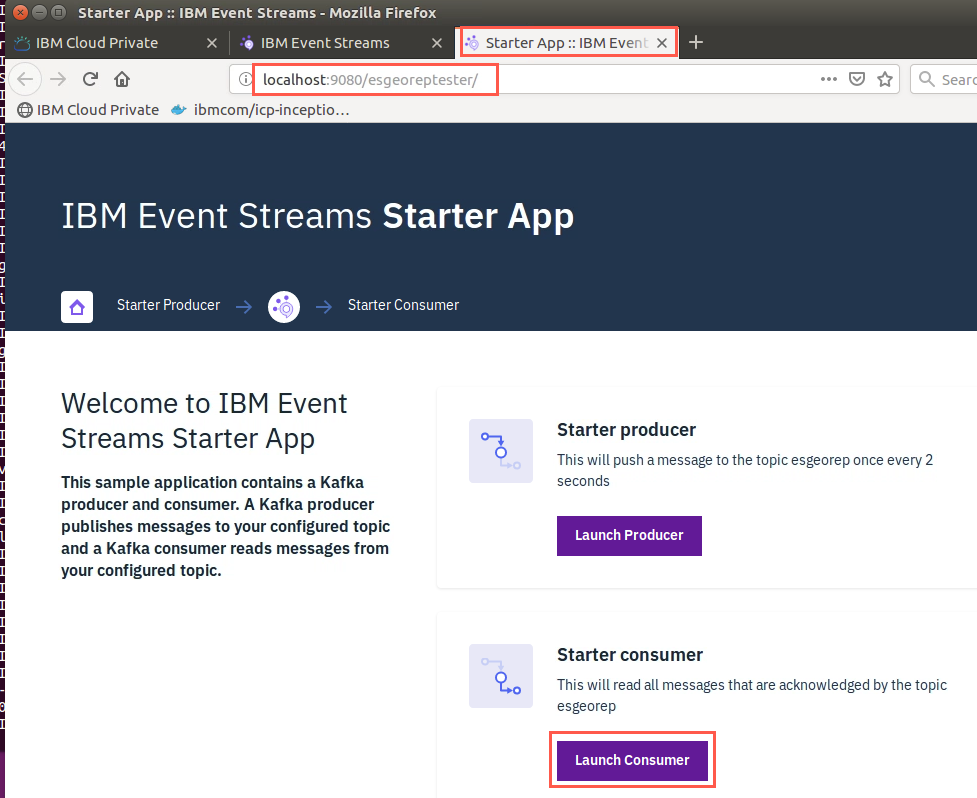 Starter App :: IBM Event Streams - Mozilla Firefox
IBM Cloud Private
IBM Event Streams
Starter App :: IBM Event
localhost:9080/esgeoreptester/
Searc
IBM Cloud Private
ibmcom/icp-inceptio…
IBM Event Streams Starter App
Starter Producer
Starter Consumer
Welcome to IBM Event
Streams Starter App
This sample application contains a Kafka
producer and consumer. A Kafka producer
publishes messages to your configured topic
and a Kafka consumer reads messages from
your configured topic.
Starter producer
This will push a message to the topic esgeorep once every 2
seconds
Launch Producer
Starter consumer
This will read all messages that are acknowledged by the topic
esgeorep
Launch Consumer